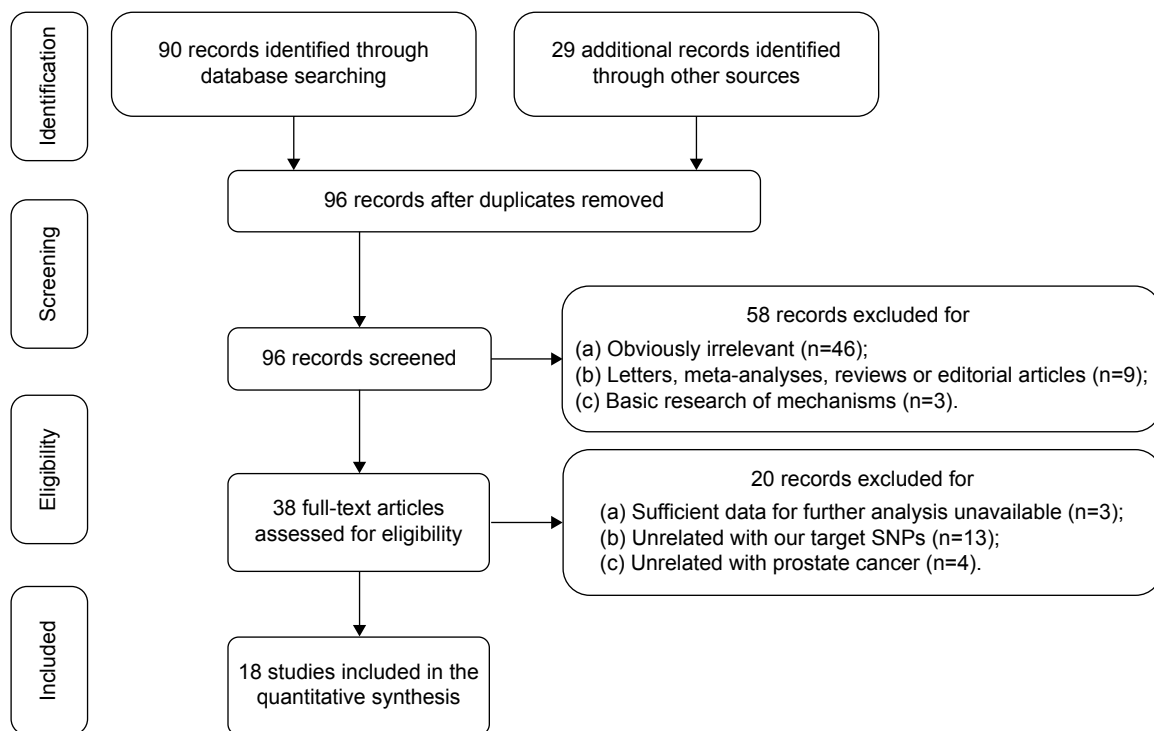 Identification
90 records identified through
database searching
29 additional records identified
through other sources
96 records after duplicates removed
Screening
96 records screened
58 records excluded for
(a) Obviously irrelevant (n=46);
(b) Letters, meta-analyses, reviews or editorial articles (n=9);
(c) Basic research of mechanisms (n=3).
Eligibility
38 full-text articles
assessed for eligibility
20 records excluded for
(a) Sufficient data for further analysis unavailable (n=3);
(b) Unrelated with our target SNPs (n=13);
(c) Unrelated with prostate cancer (n=4).
Included
18 studies included in the
quantitative synthesis